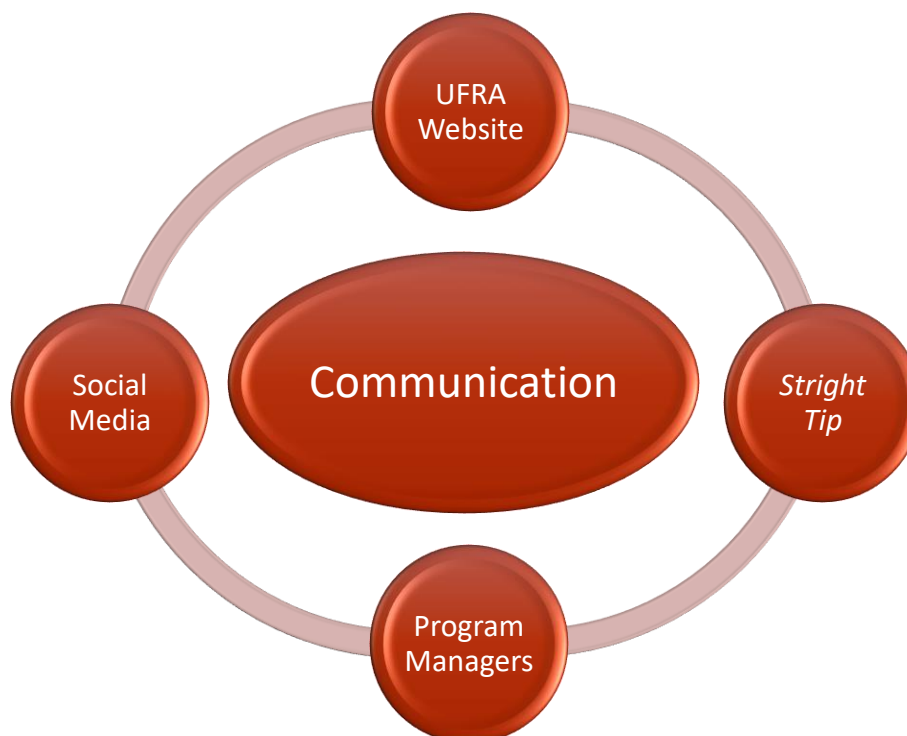 UFRA
Website
Social
Media
Communication
Stright
Tip
Program
Managers